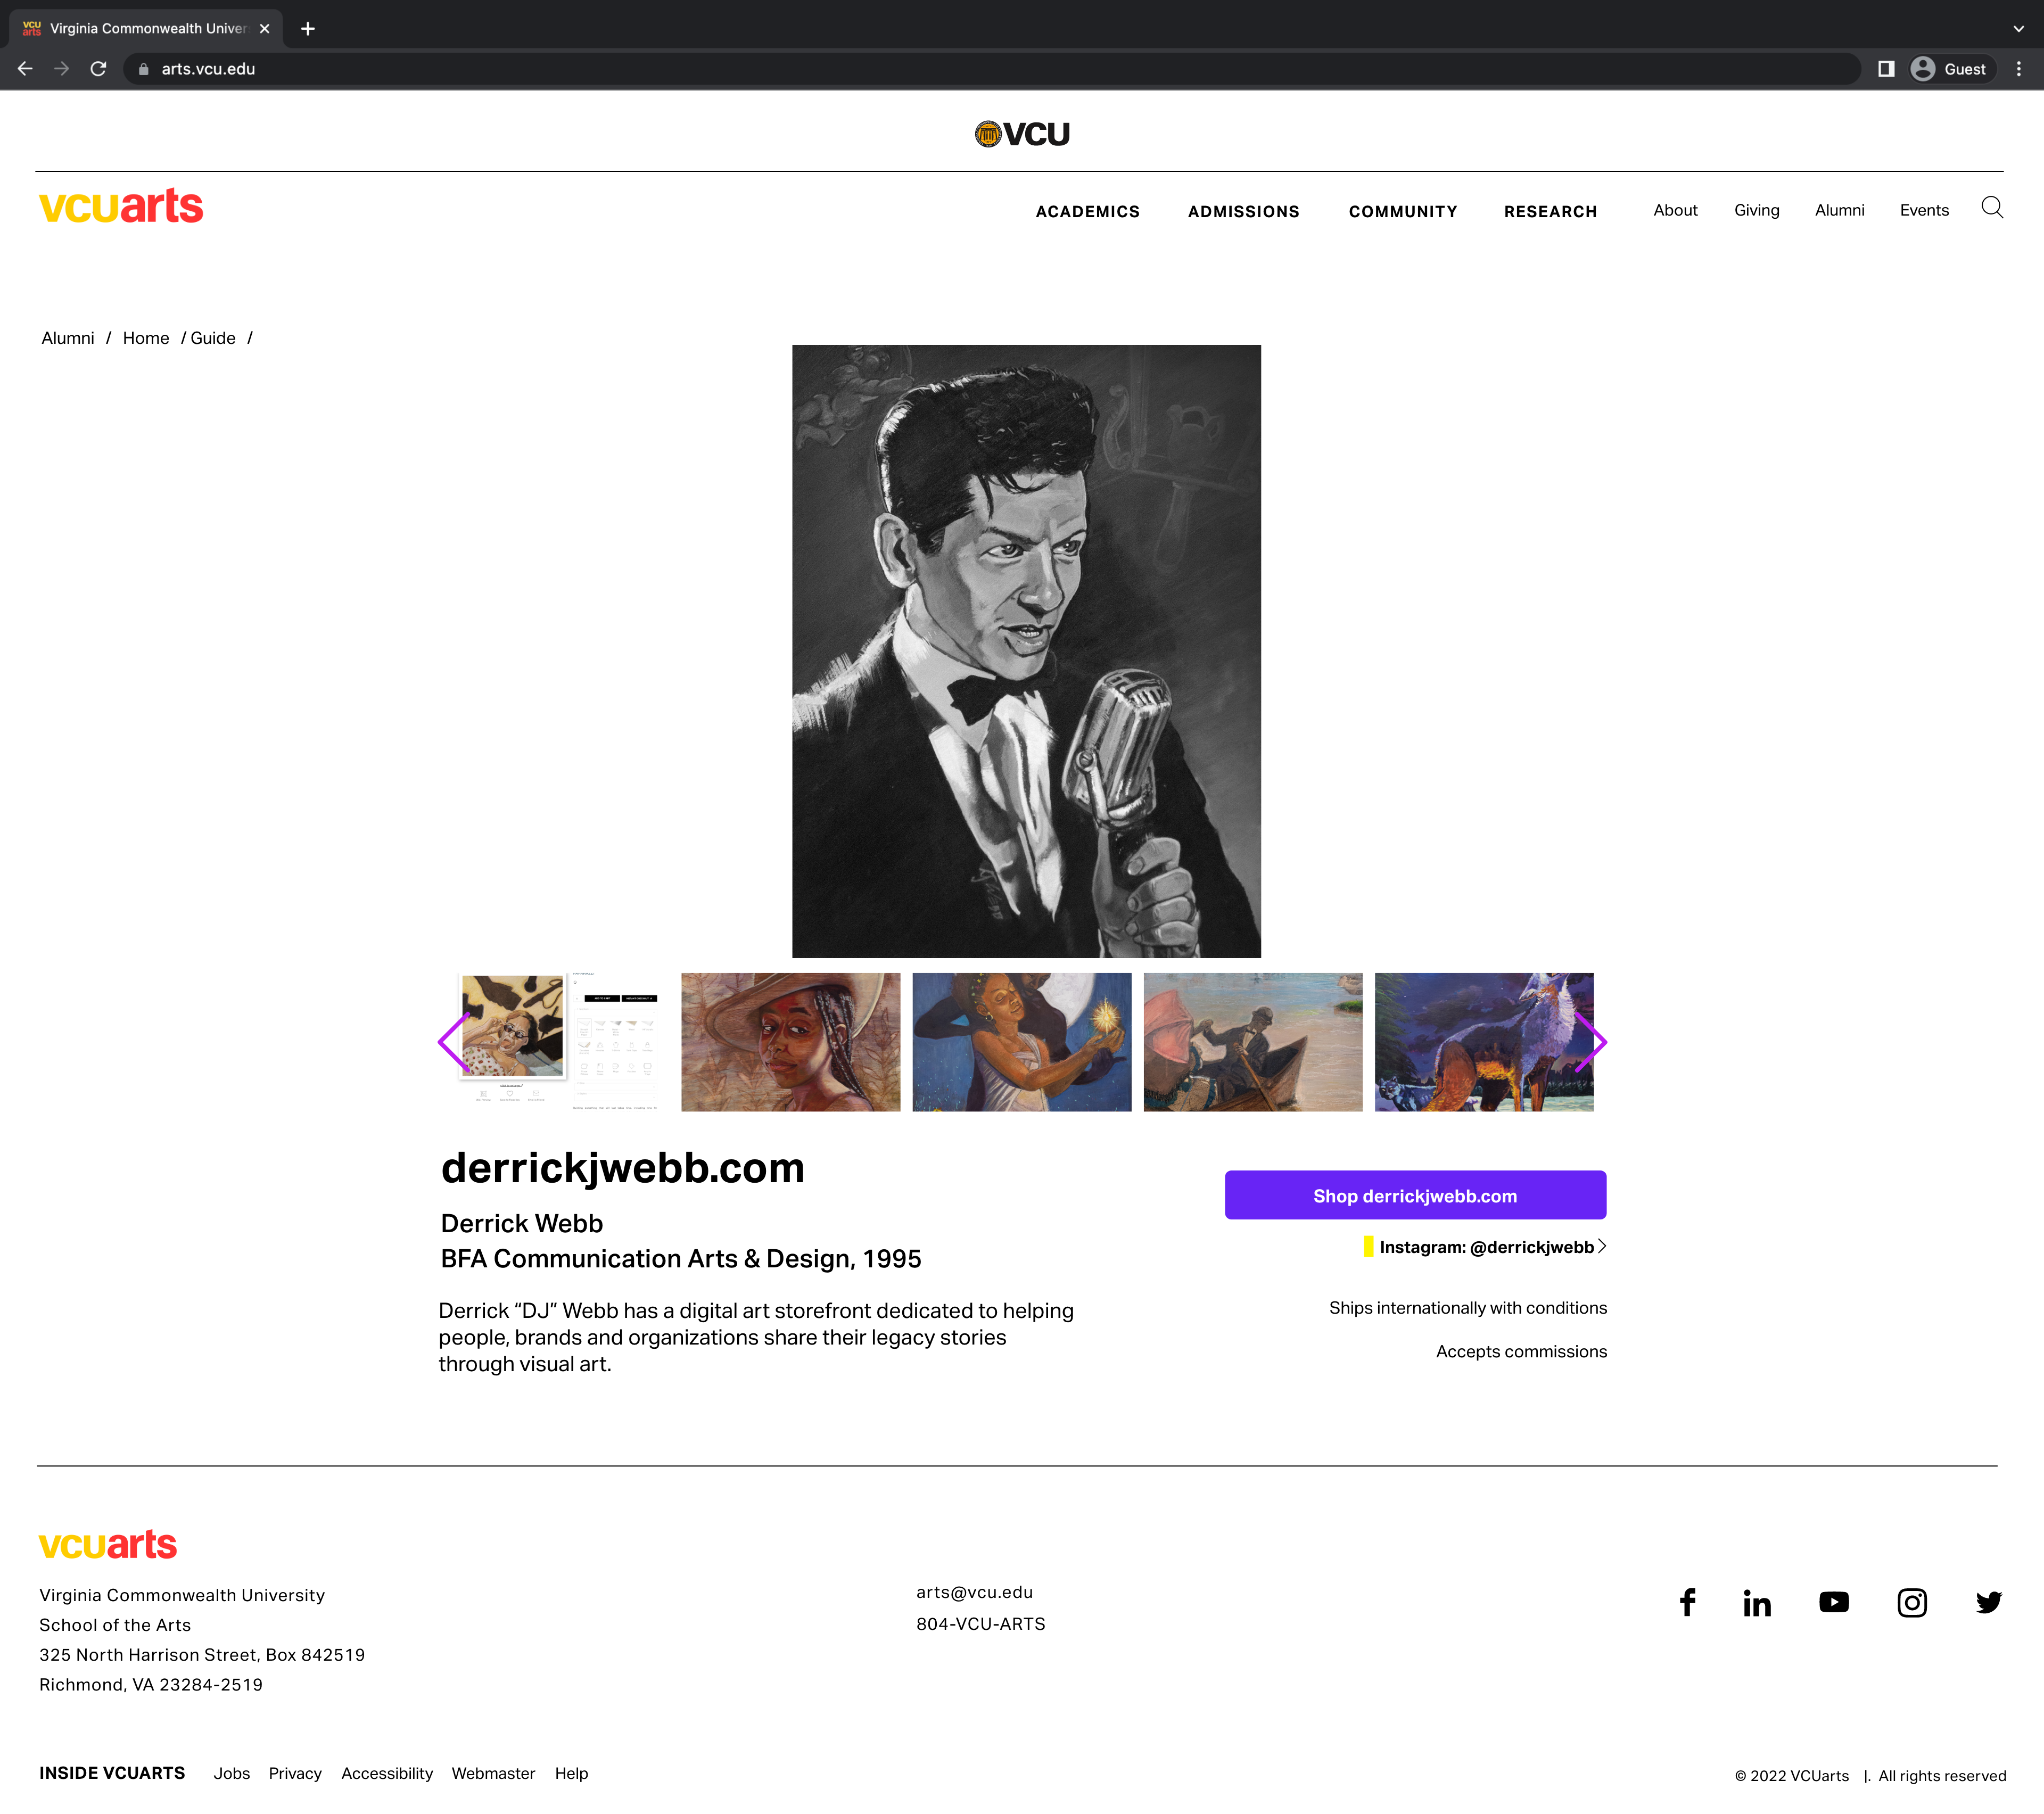 VCU
arts
Virginia Commonwealth Univer
arts.vcu.edu
Guest
VCU
vcuarts
ACADEMICS
ADMISSIONS
COMMUNITY
RESEARCH
About
Giving
Alumni
Events
Alumni / Home / Guide /
derrickjwebb.com
Derrick Webb
BFA Communication Arts & Design, 1995
Derrick “DJ” Webb has a digital art storefront dedicated to helping
people, brands and organizations share their legacy stories
through visual art.
Shop derrickjwebb.com
Instagram: @derrickjwebb
Ships internationally with conditions
Accepts commissions
vcuarts
Virginia Commonwealth University
School of the Arts
325 North Harrison Street, Box 842519
Richmond, VA 23284-2519
arts@vcu.edu
804-VCU-ARTS
INSIDE VCUARTS
Jobs
Privacy
Accessibility
Webmaster
Help
© 2022 VCUarts |. All rights reserved